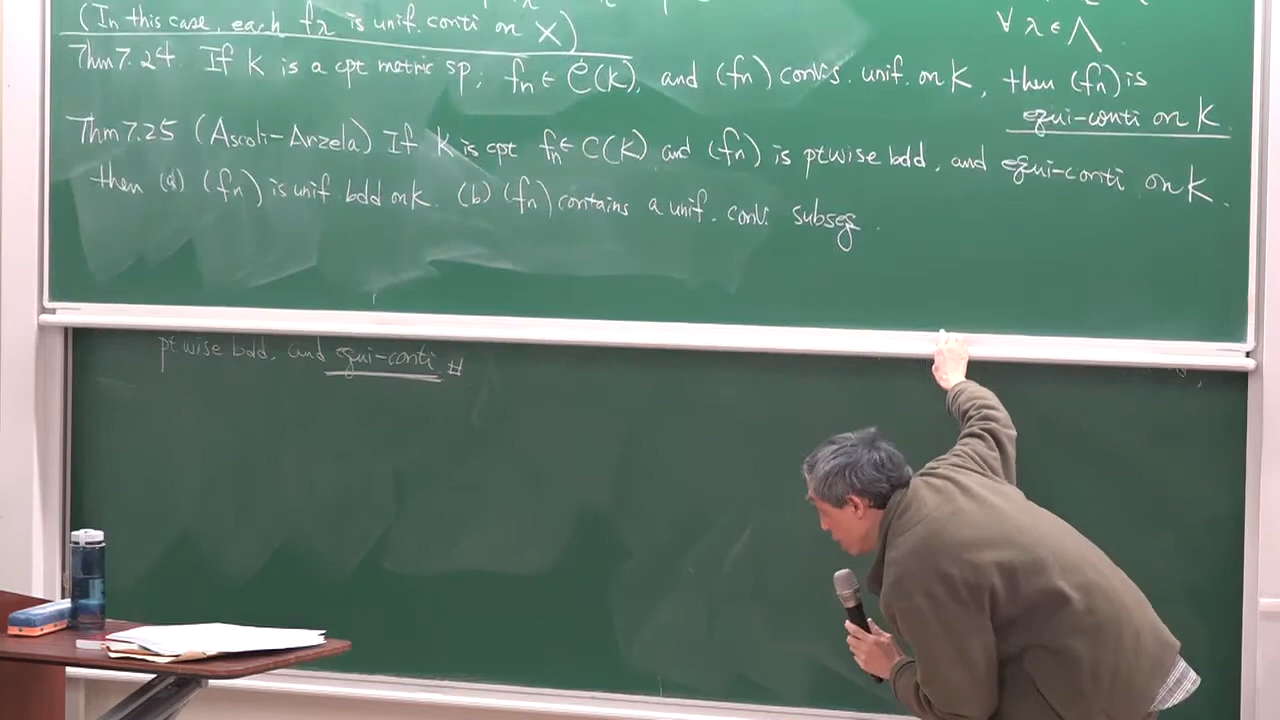 (In this case, each fλ is unif. conti on X)
∀ λ ∈ Λ
Thm 7.24. If K is a cpt metric sp; fn ∈ C(K), and (fn) convs. unif. on K, then (fn) is
equi-conti on K.
Thm 7.25 (Ascoli-Arzela) If K is cpt fn ∈ C(K) and (fn) is ptwise bdd, and equi-conti on K.
then (a) (fn) is unif bdd on K. (b) (fn) contains a unif. conv. subseq.
ptwise bdd, and equi-conti #